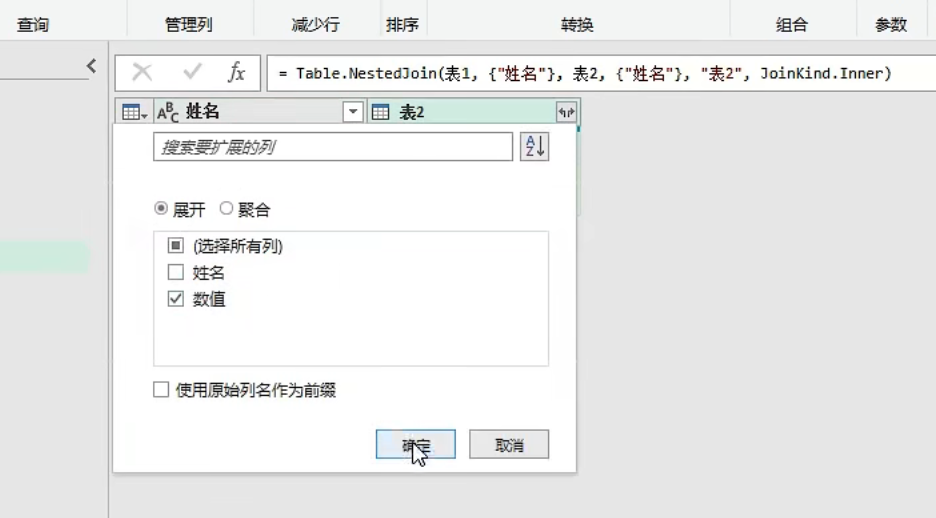 查询 管理列 减少行 排序 转换 组合 参数
fx = Table.NestedJoin(表1, {"姓名"}, 表2, {"姓名"}, "表2", JoinKind.Inner)
ABC 姓名 表2
搜索要扩展的列 AZ
展开 聚合
(选择所有列)
姓名
数值
使用原始列名作为前缀
确定 取消